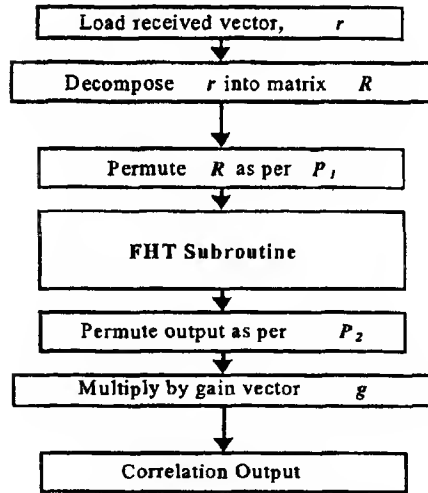 Load received vector, r
Decompose r into matrix R
Permute R as per P1
FHT Subroutine
Permute output as per P2
Multiply by gain vector g
Correlation Output